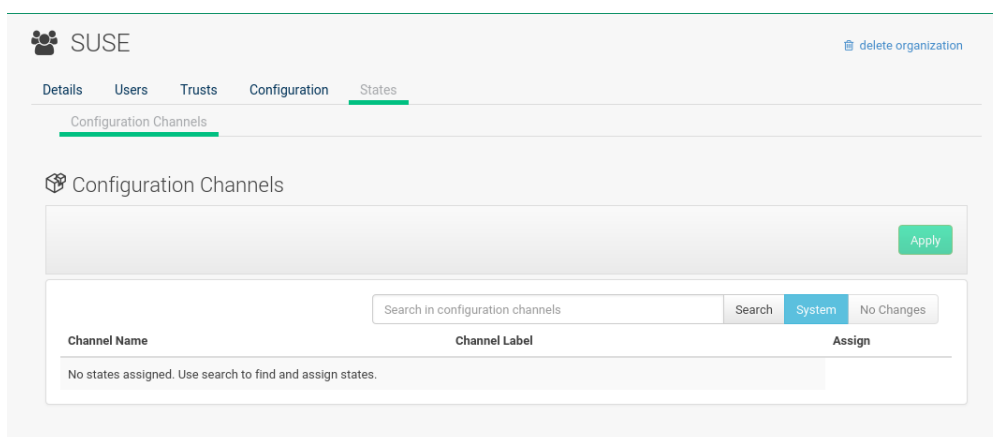 SUSE
delete organization
Details Users Trusts Configuration States
Configuration Channels
Configuration Channels
Apply
Search in configuration channels Search System No Changes
Channel Name Channel Label Assign
No states assigned. Use search to find and assign states.